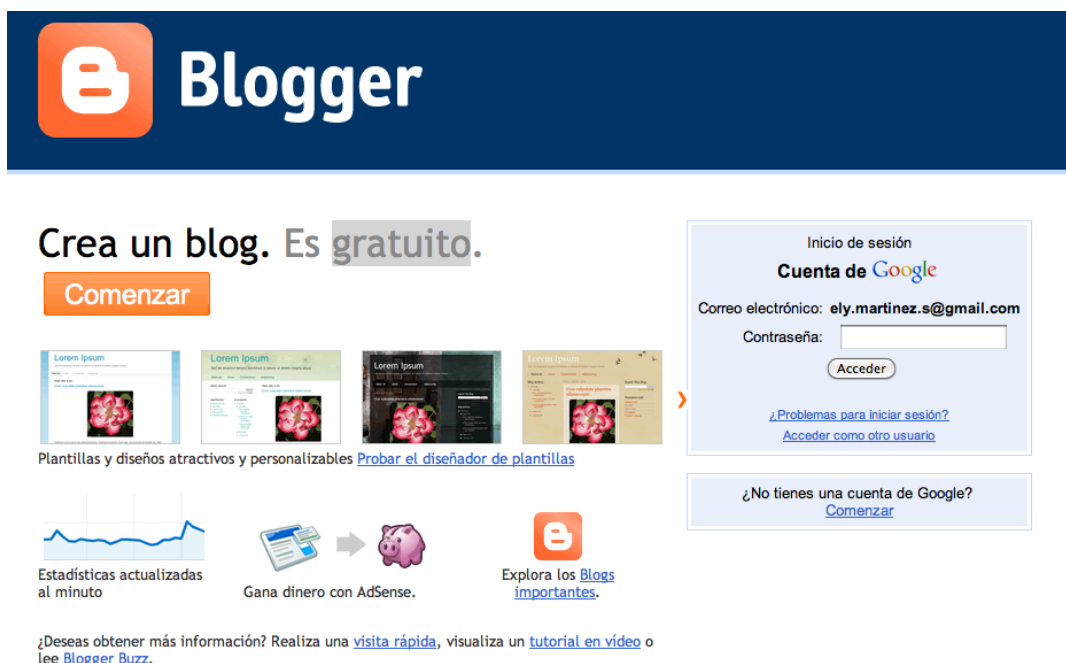 Blogger
Crea un blog. Es gratuito.
Comenzar
Lorem Ipsum
Lorem Ipsum
Lorem Ipsum
Lorem Ipsum
Plantillas y diseños atractivos y personalizables Probar el diseñador de plantillas
Estadísticas actualizadas
al minuto
Gana dinero con AdSense.
Explora los Blogs
importantes.
¿Deseas obtener más información? Realiza una visita rápida, visualiza un tutorial en vídeo o
lee Blogger Buzz.
Inicio de sesión
Cuenta de Google
Correo electrónico: ely.martinez.s@gmail.com
Contraseña:
Acceder
¿Problemas para iniciar sesión?
Acceder como otro usuario
¿No tienes una cuenta de Google?
Comenzar